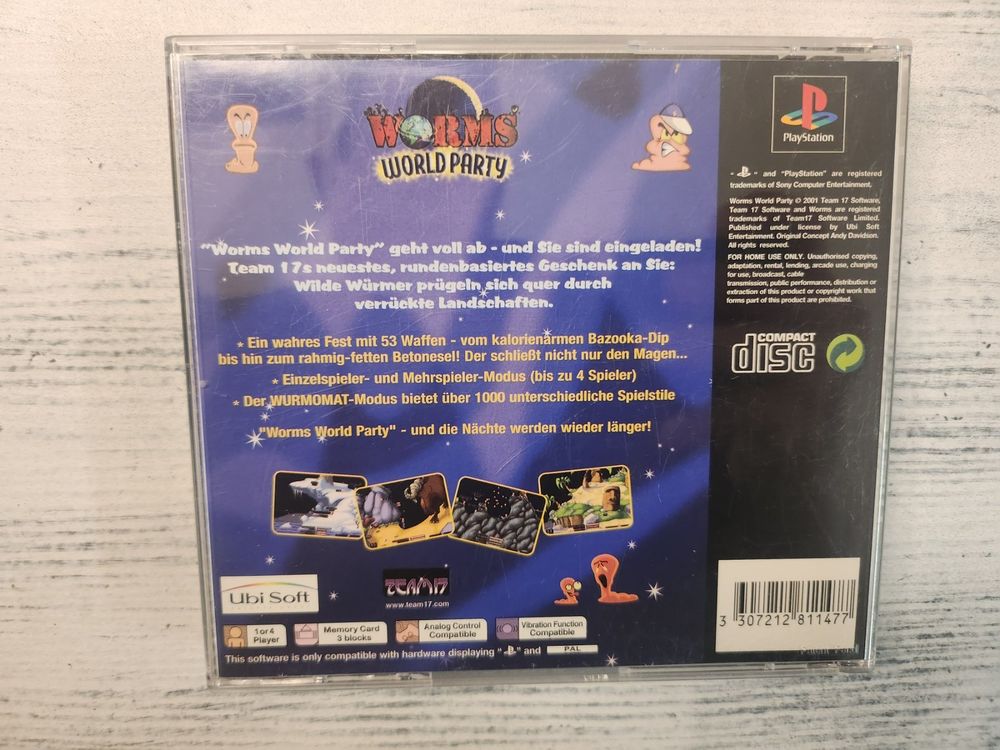 WORMS
WORLD PARTY
"Worms World Party" geht voll ab - und Sie sind eingeladen!
Team 17s neuestes, rundenbasiertes Geschenk an Sie:
Wilde Würmer prügeln sich quer durch
verrückte Landschaften.
* Ein wahres Fest mit 53 Waffen - vom kalorienarmen Bazooka-Dip
bis hin zum rahmig-fetten Betonesel! Der schließt nicht nur den Magen...
* Einzelspieler- und Mehrspieler-Modus (bis zu 4 Spieler)
* Der WURMOMAT-Modus bietet über 1000 unterschiedliche Spielstile
"Worms World Party" - und die Nächte werden wieder länger!
Ubi Soft
TEAM17
www.team17.com
1 or 4
Player
Memory Card
3 blocks
Analog Control
Compatible
Vibration Function
Compatible
This software is only compatible with hardware displaying " " and PAL
PlayStation
" " and "PlayStation" are registered
trademarks of Sony Computer Entertainment.
Worms World Party © 2001 Team 17 Software,
Team 17 Software and Worms are registered
trademarks of Team17 Software Limited.
Published under license by Ubi Soft
Entertainment. Original Concept Andy Davidson.
All rights reserved.
FOR HOME USE ONLY. Unauthorised copying,
adaptation, rental, lending, arcade use, charging
for use, broadcast, cable
transmission, public performance, distribution or
extraction of this product or copyright work that
forms part of this product are prohibited.
COMPACT
disc
3 307212 811477